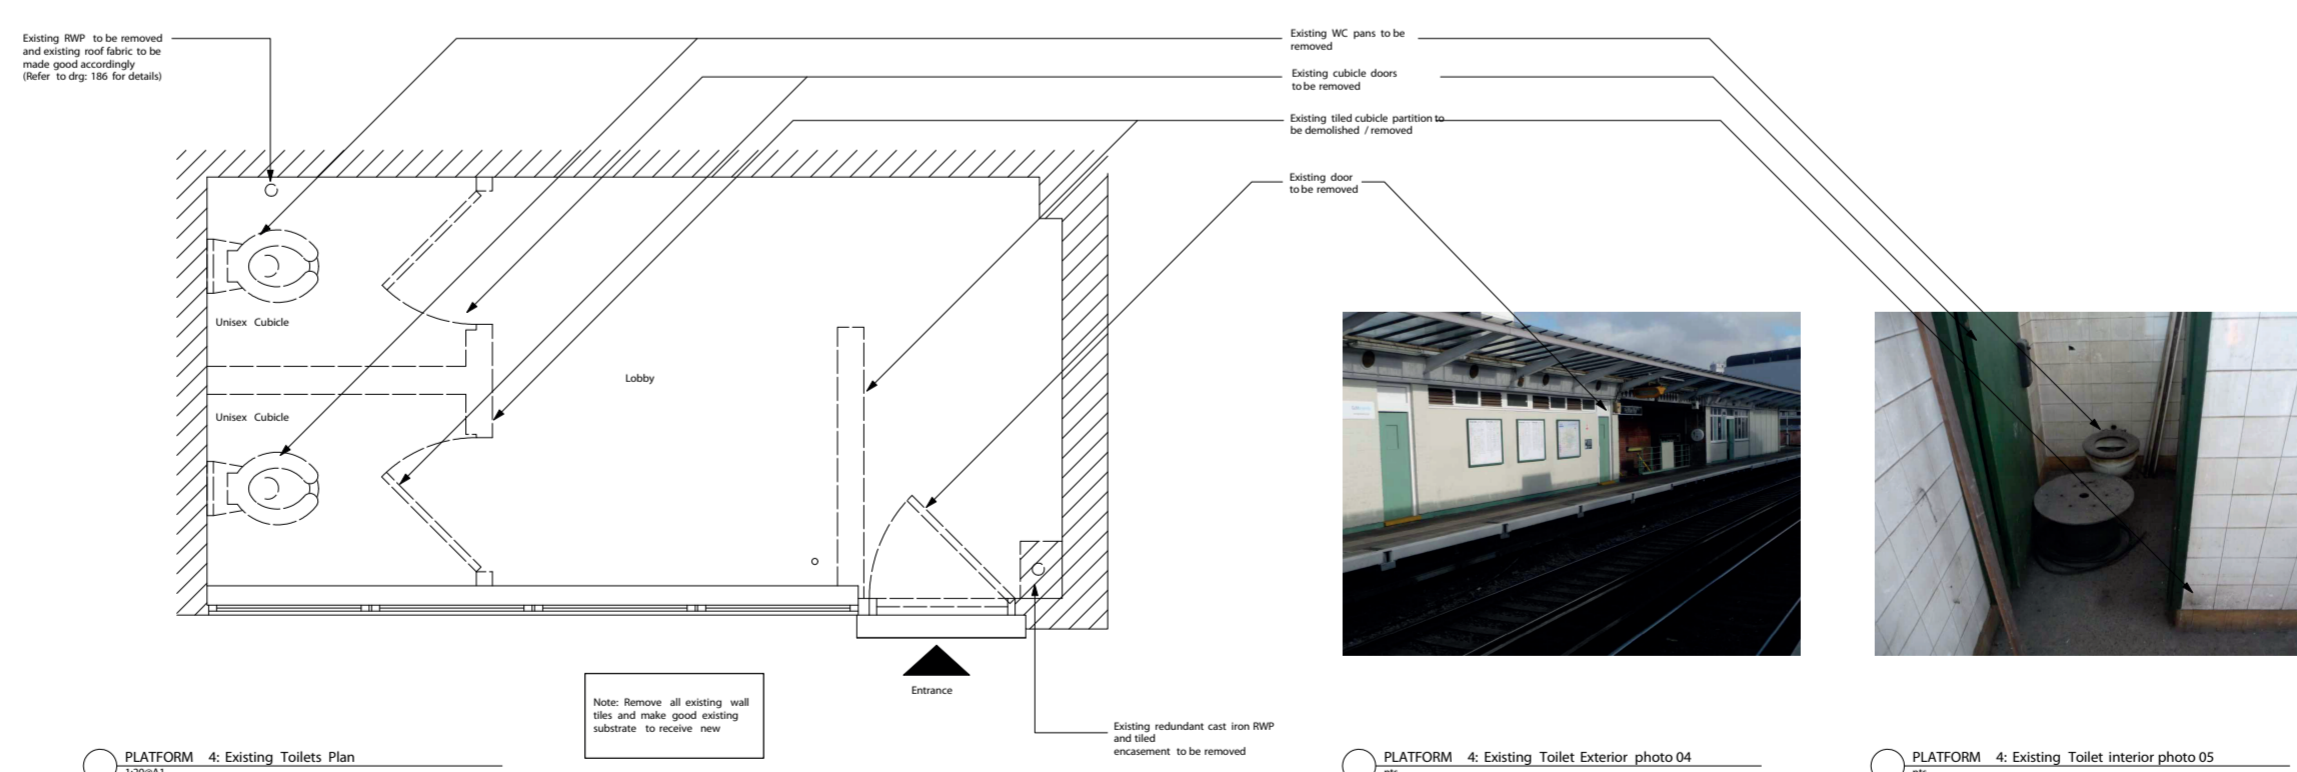 Existing RWP to be removed
and existing roof fabric to be
made good accordingly
(Refer to drg: 186 for details)
Existing WC pans to be
removed
Existing cubicle doors
to be removed
Existing tiled cubicle partition to
be demolished / removed
Existing door
to be removed
Unisex Cubicle
Lobby
Unisex Cubicle
Entrance
Note: Remove all existing wall
tiles and make good existing
substrate to receive new
Existing redundant cast iron RWP
and tiled
encasement to be removed
PLATFORM 4: Existing Toilets Plan
1:20@A1
PLATFORM 4: Existing Toilet Exterior photo 04
nts
PLATFORM 4: Existing Toilet interior photo 05
nts